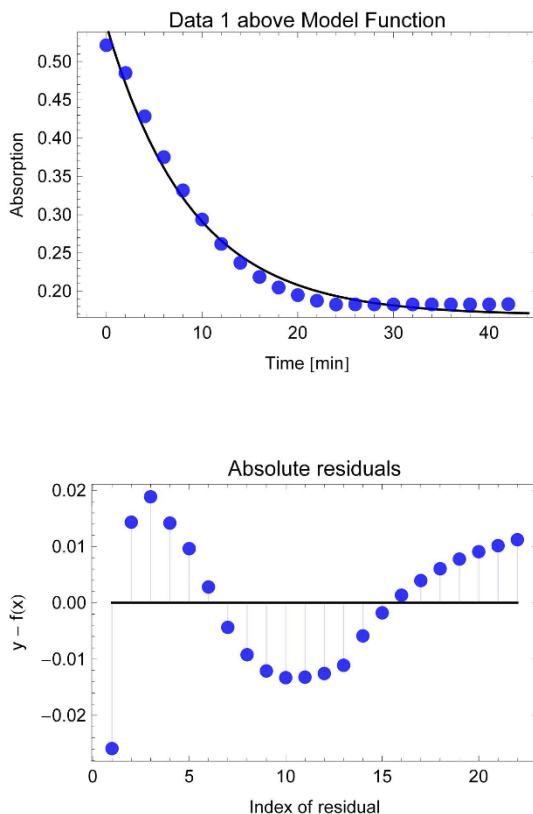 Data 1 above Model Function
0.50
0.45
0.40
0.35
0.30
0.25
0.20
Absorption
0 10 20 30 40
Time [min]
Absolute residuals
0.02
0.01
0.00
−0.01
−0.02
y − f(x)
0 5 10 15 20
Index of residual